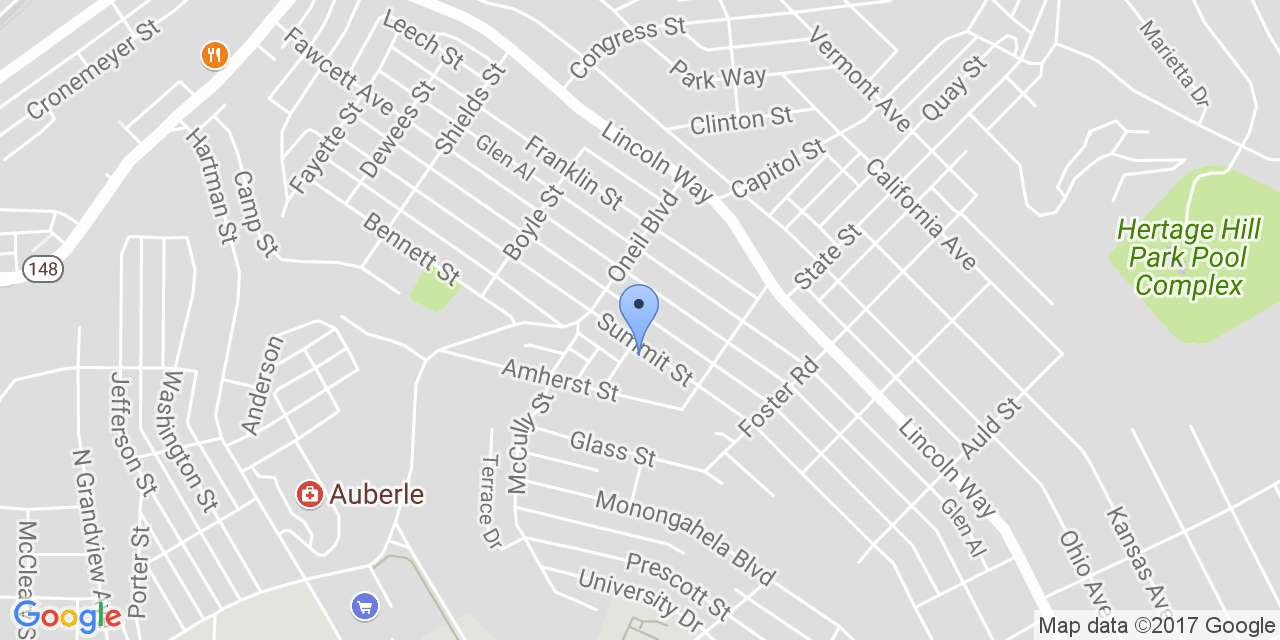 Cronemeyer St
Leech St
Fawcett Ave
Congress St
Park Way
Vermont Ave
Marietta Dr
Quay St
Clinton St
Shields St
Dewees St
Fayette St
Glen Al
Franklin St
Lincoln Way
Capitol St
California Ave
Hartman St
Camp St
Boyle St
Oneil Blvd
Bennett St
State St
Hertage Hill
Park Pool
Complex
148
Summit St
Anderson
Amherst St
Foster Rd
Jefferson St
Washington St
McCully St
Glass St
Auld St
Lincoln Way
N Grandview A
Terrace Dr
Auberle
Monongahela Blvd
Glen Al
Kansas Ave
Ohio Ave
McClea
Porter St
Prescott St
University Dr
Google
Map data ©2017 Google